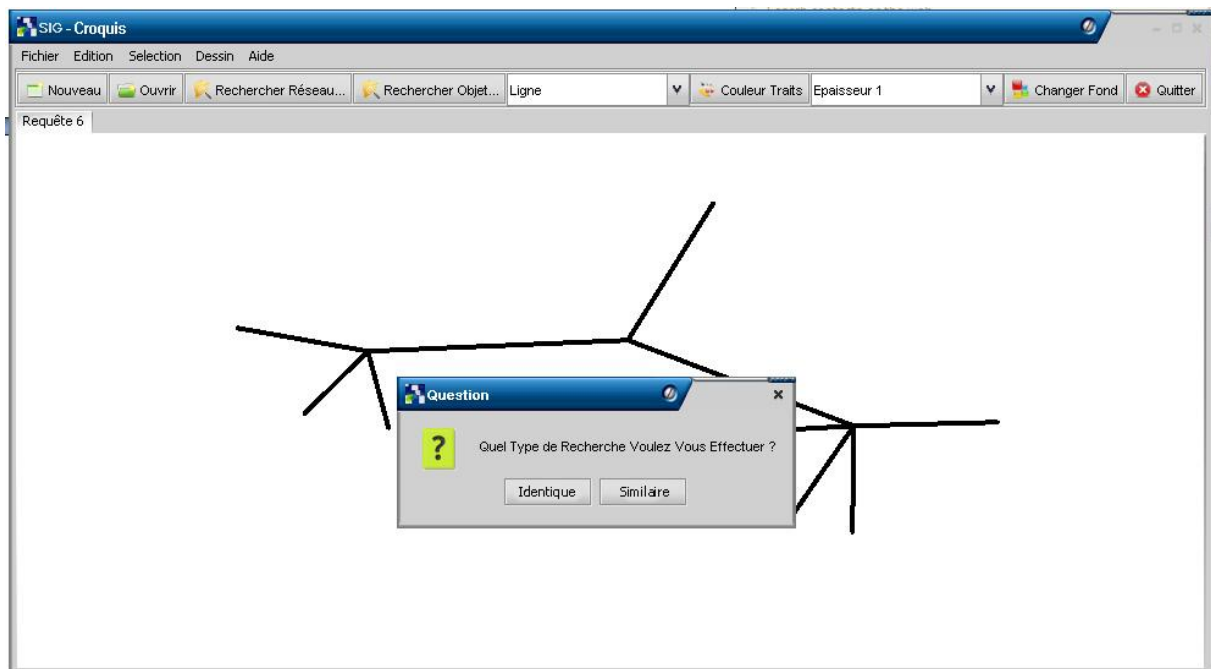 SIG - Croquis
Fichier Edition Selection Dessin Aide
Nouveau Ouvrir Rechercher Réseau... Rechercher Objet... Ligne Couleur Traits Epaisseur 1 Changer Fond Quitter
Requête 6
Question
? Quel Type de Recherche Voulez Vous Effectuer ?
Identique Similaire